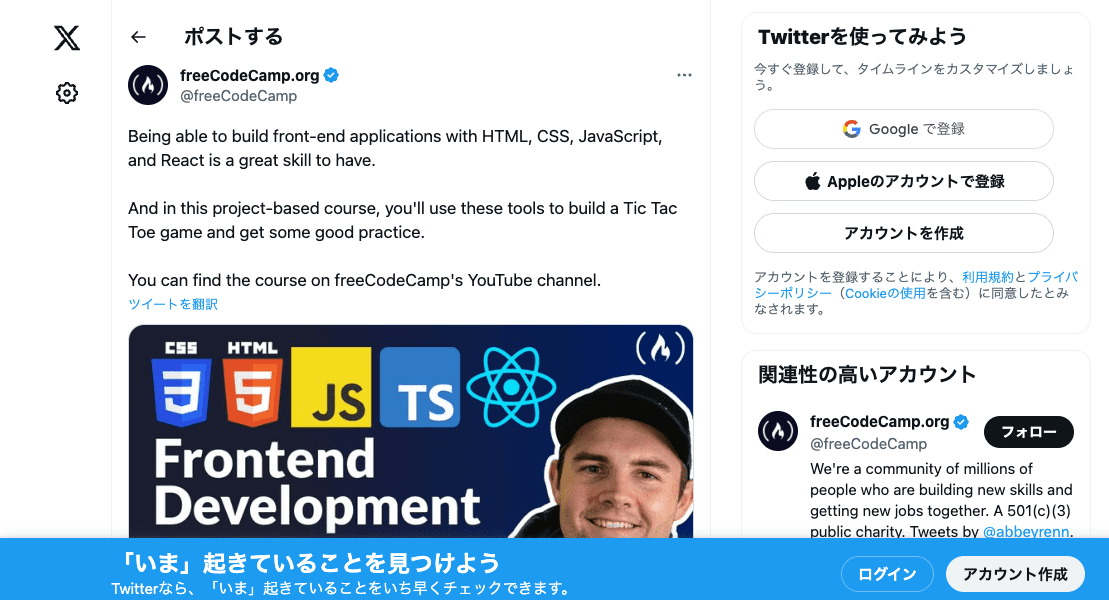 ポストする
freeCodeCamp.org
@freeCodeCamp
Being able to build front-end applications with HTML, CSS, JavaScript,
and React is a great skill to have.
And in this project-based course, you'll use these tools to build a Tic Tac
Toe game and get some good practice.
You can find the course on freeCodeCamp's YouTube channel.
ツイートを翻訳
CSS HTML
JS TS
Frontend
Development
Twitterを使ってみよう
今すぐ登録して、タイムラインをカスタマイズしましょ
う。
Google で登録
Appleのアカウントで登録
アカウントを作成
アカウントを登録することにより、利用規約とプライバ
シーポリシー（Cookieの使用を含む）に同意したとみ
なされます。
関連性の高いアカウント
freeCodeCamp.org
@freeCodeCamp
フォロー
We're a community of millions of
people who are building new skills and
getting new jobs together. A 501(c)(3)
public charity. Tweets by @abbeyrenn.
「いま」起きていることを見つけよう
Twitterなら、「いま」起きていることをいち早くチェックできます。
ログイン
アカウント作成